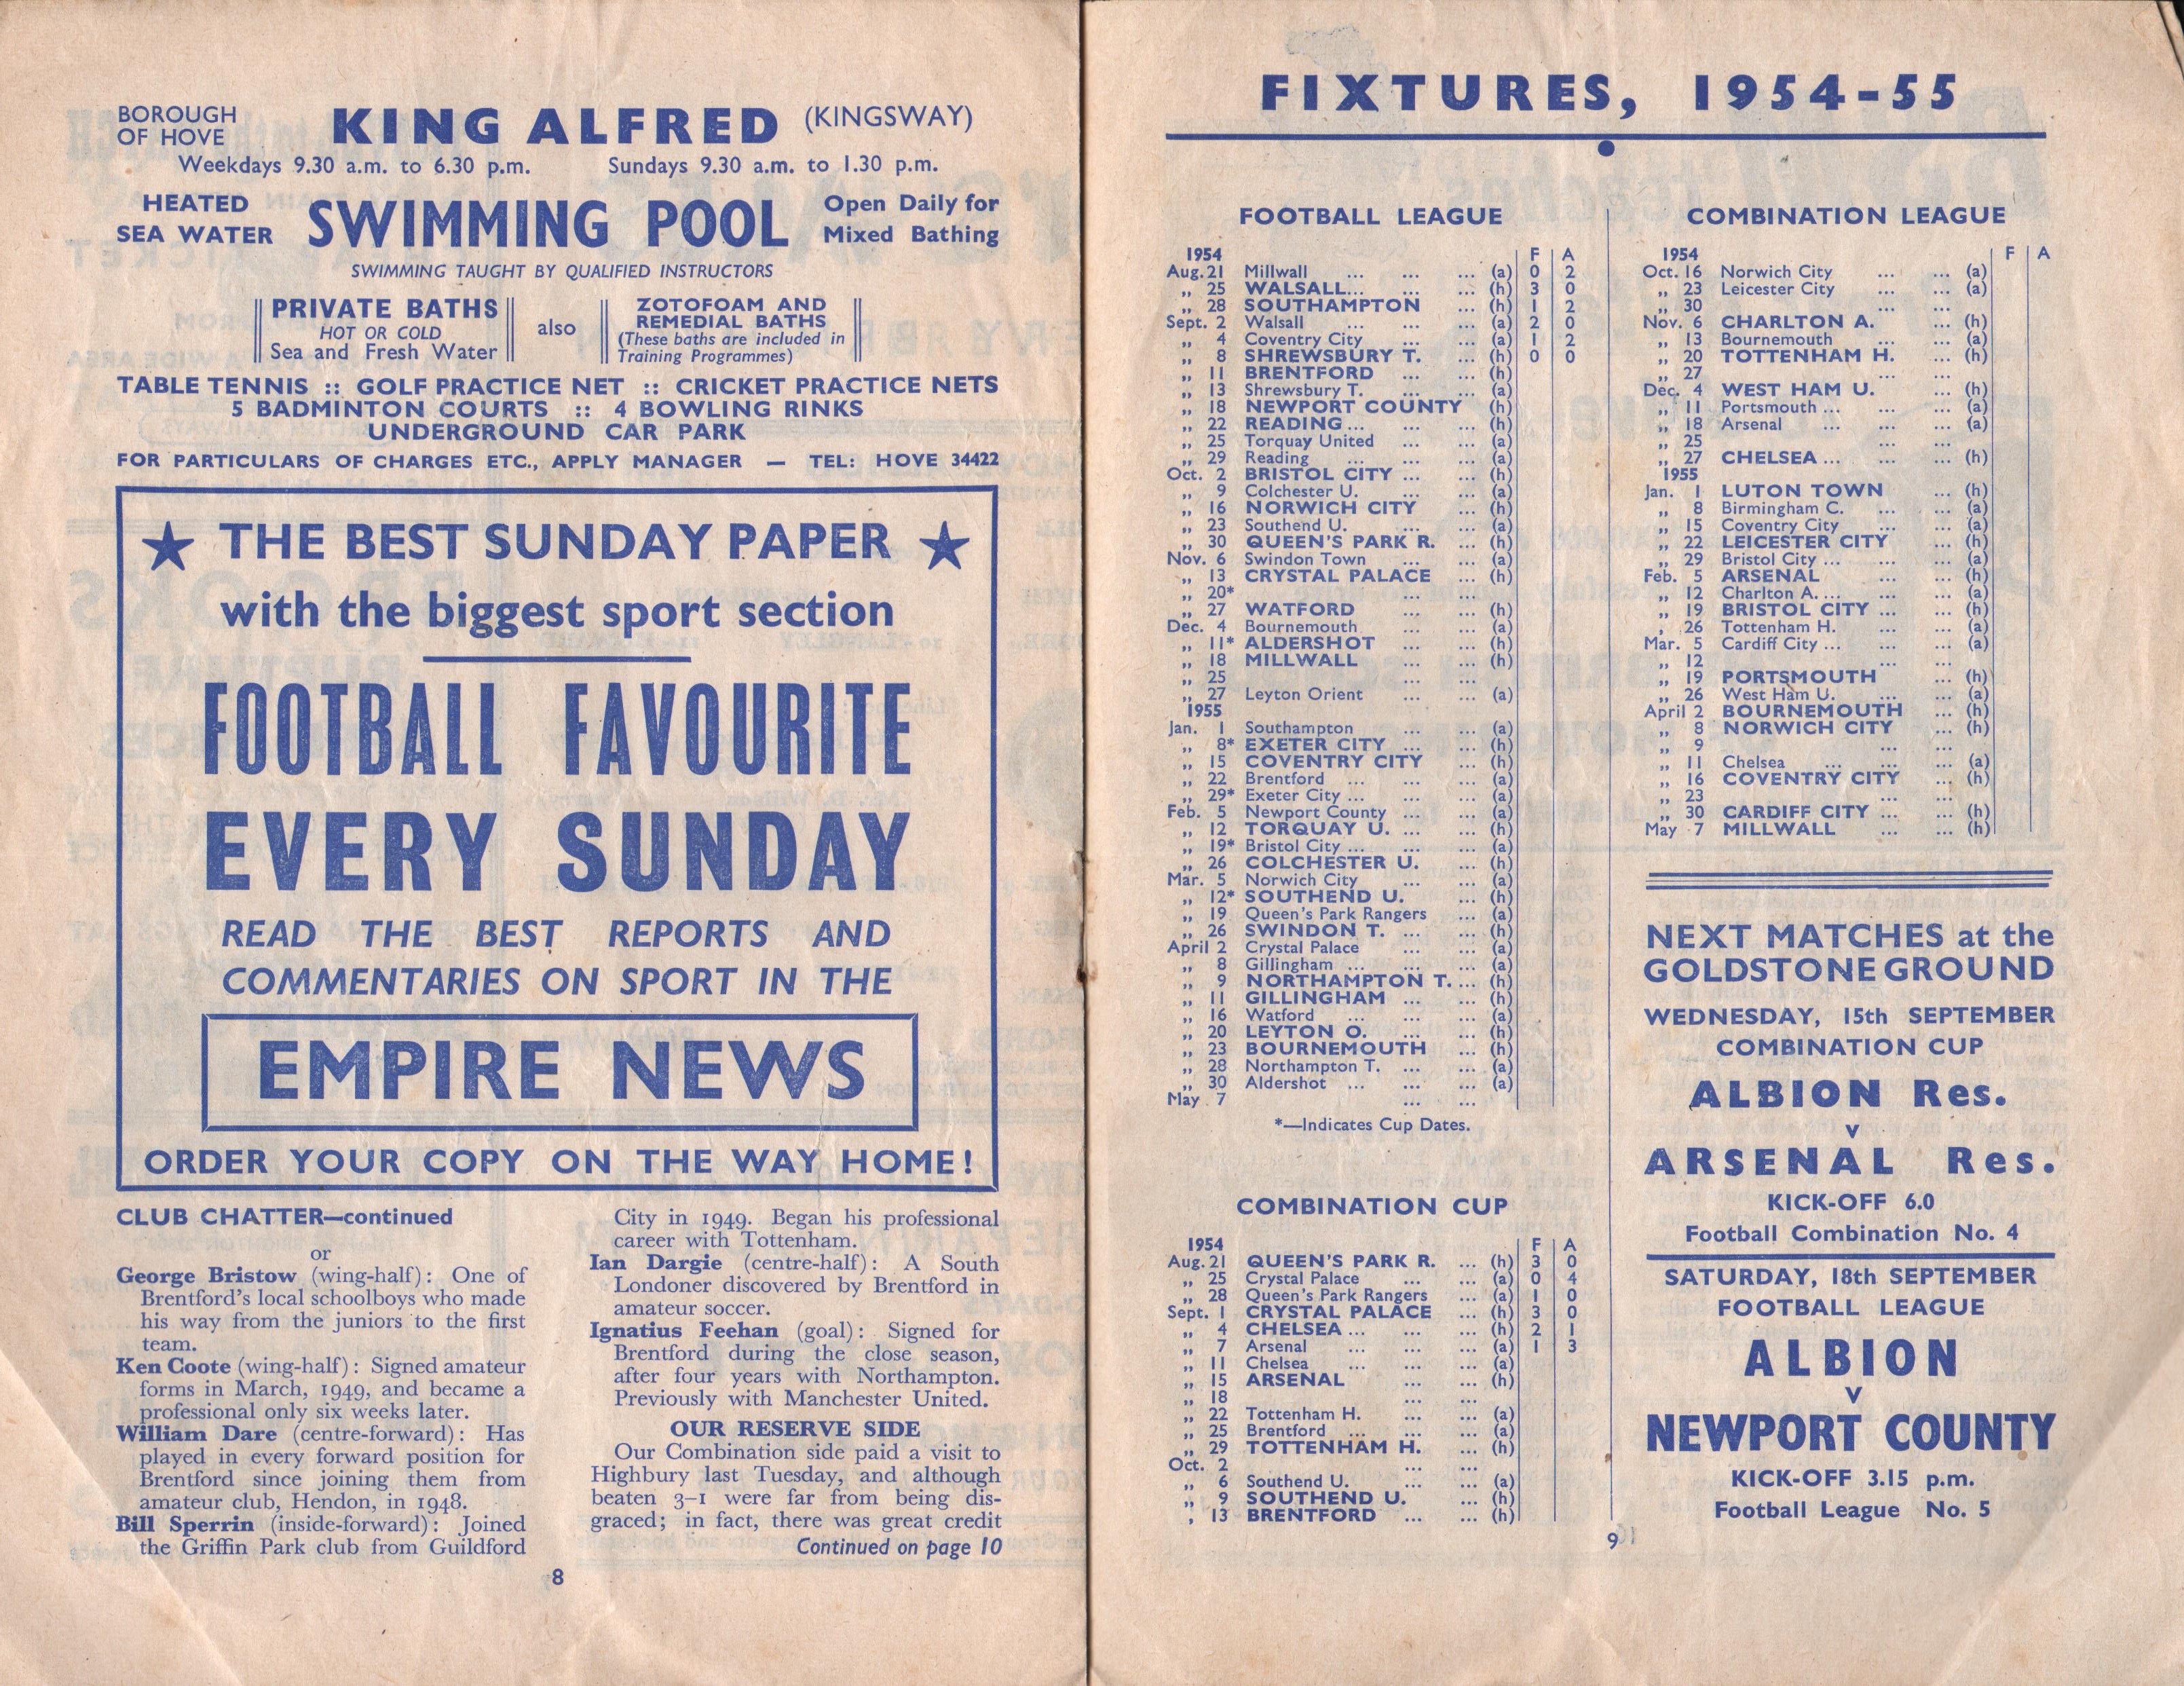 BOROUGH
OF HOVE
KING ALFRED (KINGSWAY)
Weekdays 9.30 a.m. to 6.30 p.m. Sundays 9.30 a.m. to 1.30 p.m.
HEATED
SEA WATER
SWIMMING POOL
Open Daily for
Mixed Bathing
SWIMMING TAUGHT BY QUALIFIED INSTRUCTORS
PRIVATE BATHS
HOT OR COLD
Sea and Fresh Water
also
ZOTOFOAM AND
REMEDIAL BATHS
(These baths are included in
Training Programmes)
TABLE TENNIS :: GOLF PRACTICE NET :: CRICKET PRACTICE NETS
5 BADMINTON COURTS :: 4 BOWLING RINKS
UNDERGROUND CAR PARK
FOR PARTICULARS OF CHARGES ETC., APPLY MANAGER — TEL: HOVE 34422
★ THE BEST SUNDAY PAPER ★
with the biggest sport section
FOOTBALL FAVOURITE
EVERY SUNDAY
READ THE BEST REPORTS AND
COMMENTARIES ON SPORT IN THE
EMPIRE NEWS
ORDER YOUR COPY ON THE WAY HOME!
CLUB CHATTER—continued
or
George Bristow (wing-half): One of
Brentford's local schoolboys who made
his way from the juniors to the first
team.
Ken Coote (wing-half): Signed amateur
forms in March, 1949, and became a
professional only six weeks later.
William Dare (centre-forward): Has
played in every forward position for
Brentford since joining them from
amateur club, Hendon, in 1948.
Bill Sperrin (inside-forward): Joined
the Griffin Park club from Guildford
City in 1949. Began his professional
career with Tottenham.
Ian Dargie (centre-half): A South
Londoner discovered by Brentford in
amateur soccer.
Ignatius Feehan (goal): Signed for
Brentford during the close season,
after four years with Northampton.
Previously with Manchester United.
OUR RESERVE SIDE
Our Combination side paid a visit to
Highbury last Tuesday, and although
beaten 3–1 were far from being dis-
graced; in fact, there was great credit
Continued on page 10
8
FIXTURES, 1954-55
FOOTBALL LEAGUE
1954 F A
Aug. 21 Millwall ... ... ... (a) 0 2
,, 25 WALSALL... ... ... (h) 3 0
,, 28 SOUTHAMPTON ... (h) 1 2
Sept. 2 Walsall ... ... ... (a) 2 0
,, 4 Coventry City ... ... (a) 1 2
,, 8 SHREWSBURY T. ... (h) 0 0
,, 11 BRENTFORD ... ... (h)
,, 13 Shrewsbury T. ... ... (a)
,, 18 NEWPORT COUNTY (h)
,, 22 READING ... ... ... (h)
,, 25 Torquay United ... ... (a)
,, 29 Reading ... ... ... (a)
Oct. 2 BRISTOL CITY ... ... (h)
,, 9 Colchester U. ... ... (a)
,, 16 NORWICH CITY ... (h)
,, 23 Southend U. ... ... (a)
,, 30 QUEEN'S PARK R. ... (h)
Nov. 6 Swindon Town ... ... (a)
,, 13 CRYSTAL PALACE ... (h)
,, 20* ... ...
,, 27 WATFORD ... ... (h)
Dec. 4 Bournemouth ... ... (a)
,, 11* ALDERSHOT ... ... (h)
,, 18 MILLWALL ... ... (h)
,, 25 ... ...
,, 27 Leyton Orient ... ... (a)
1955
Jan. 1 Southampton ... ... (a)
,, 8* EXETER CITY ... ... (h)
,, 15 COVENTRY CITY ... (h)
,, 22 Brentford ... ... ... (a)
,, 29* Exeter City ... ... ... (a)
Feb. 5 Newport County ... ... (a)
,, 12 TORQUAY U. ... ... (h)
,, 19* Bristol City ... ... ... (a)
,, 26 COLCHESTER U. ... (h)
Mar. 5 Norwich City ... ... (a)
,, 12* SOUTHEND U. ... ... (h)
,, 19 Queen's Park Rangers ... (a)
,, 26 SWINDON T. ... ... (h)
April 2 Crystal Palace ... ... (a)
,, 8 Gillingham ... ... ... (a)
,, 9 NORTHAMPTON T. ... (h)
,, 11 GILLINGHAM ... ... (h)
,, 16 Watford ... ... ... (a)
,, 20 LEYTON O. ... ... (h)
,, 23 BOURNEMOUTH ... (h)
,, 28 Northampton T. ... ... (a)
,, 30 Aldershot ... ... ... (a)
May 7 ... ...
*—Indicates Cup Dates.
COMBINATION CUP
1954 F A
Aug. 21 QUEEN'S PARK R. ... (h) 3 0
,, 25 Crystal Palace ... ... (a) 0 4
,, 28 Queen's Park Rangers ... (a) 1 0
Sept. 1 CRYSTAL PALACE ... (h) 3 0
,, 4 CHELSEA ... ... ... (h) 2 1
,, 7 Arsenal ... ... ... (a) 1 3
,, 11 Chelsea ... ... ... (a)
,, 15 ARSENAL ... ... (h)
,, 18 ... ...
,, 22 Tottenham H. ... ... (a)
,, 25 Brentford ... ... ... (a)
,, 29 TOTTENHAM H. ... (h)
Oct. 2 ... ...
,, 6 Southend U. ... ... (a)
,, 9 SOUTHEND U. ... (h)
, 13 BRENTFORD ... ... (h)
COMBINATION LEAGUE
1954 F A
Oct. 16 Norwich City ... ... (a)
,, 23 Leicester City ... ... (a)
,, 30 ... ...
Nov. 6 CHARLTON A. ... (h)
,, 13 Bournemouth ... ... (a)
,, 20 TOTTENHAM H. ... (h)
,, 27 ... ...
Dec. 4 WEST HAM U. ... (h)
,, 11 Portsmouth ... ... ... (a)
,, 18 Arsenal ... ... ... (a)
,, 25 ... ...
,, 27 CHELSEA ... ... ... (h)
1955
Jan. 1 LUTON TOWN ... (h)
,, 8 Birmingham C. ... ... (a)
,, 15 Coventry City ... ... (a)
,, 22 LEICESTER CITY ... (h)
,, 29 Bristol City ... ... ... (a)
Feb. 5 ARSENAL ... ... (h)
,, 12 Charlton A. ... ... ... (a)
,, 19 BRISTOL CITY ... ... (h)
, 26 Tottenham H. ... ... (a)
Mar. 5 Cardiff City ... ... ... (a)
,, 12 ... ...
,, 19 PORTSMOUTH ... (h)
,, 26 West Ham U. ... ... (a)
April 2 BOURNEMOUTH ... (h)
,, 8 NORWICH CITY ... (h)
,, 9 ... ...
,, 11 Chelsea ... ... ... (a)
,, 16 COVENTRY CITY ... (h)
,, 23 ... ...
,, 30 CARDIFF CITY ... ... (h)
May 7 MILLWALL ... ... (h)
NEXT MATCHES at the
GOLDSTONE GROUND
WEDNESDAY, 15th SEPTEMBER
COMBINATION CUP
ALBION Res.
v
ARSENAL Res.
KICK-OFF 6.0
Football Combination No. 4
SATURDAY, 18th SEPTEMBER
FOOTBALL LEAGUE
ALBION
v
NEWPORT COUNTY
KICK-OFF 3.15 p.m.
Football League No. 5
9